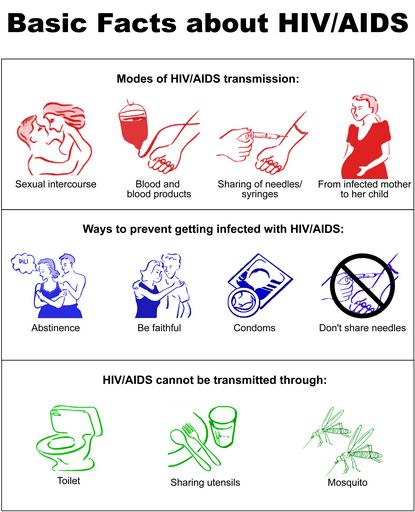 Basic Facts about HIV/AIDS
Modes of HIV/AIDS transmission:
Sexual intercourse
Blood and
blood products
Sharing of needles/
syringes
From infected mother
to her child
Ways to prevent getting infected with HIV/AIDS:
Abstinence
Be faithful
Condoms
Don't share needles
HIV/AIDS cannot be transmitted through:
Toilet
Sharing utensils
Mosquito